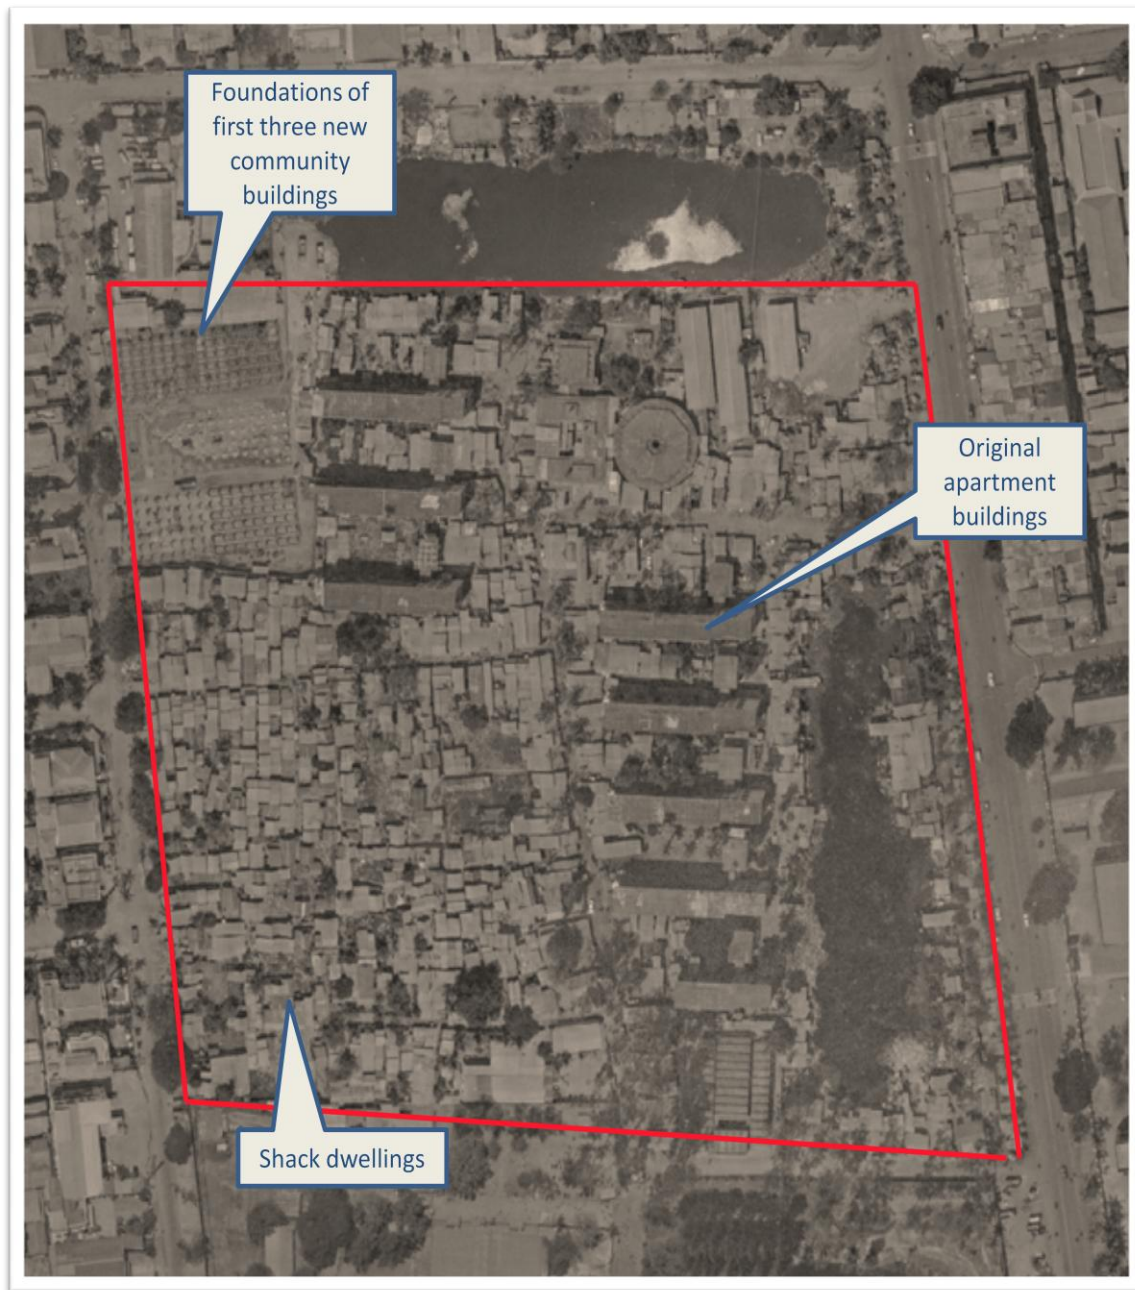 Foundations of
first three new
community
buildings
Original
apartment
buildings
Shack dwellings